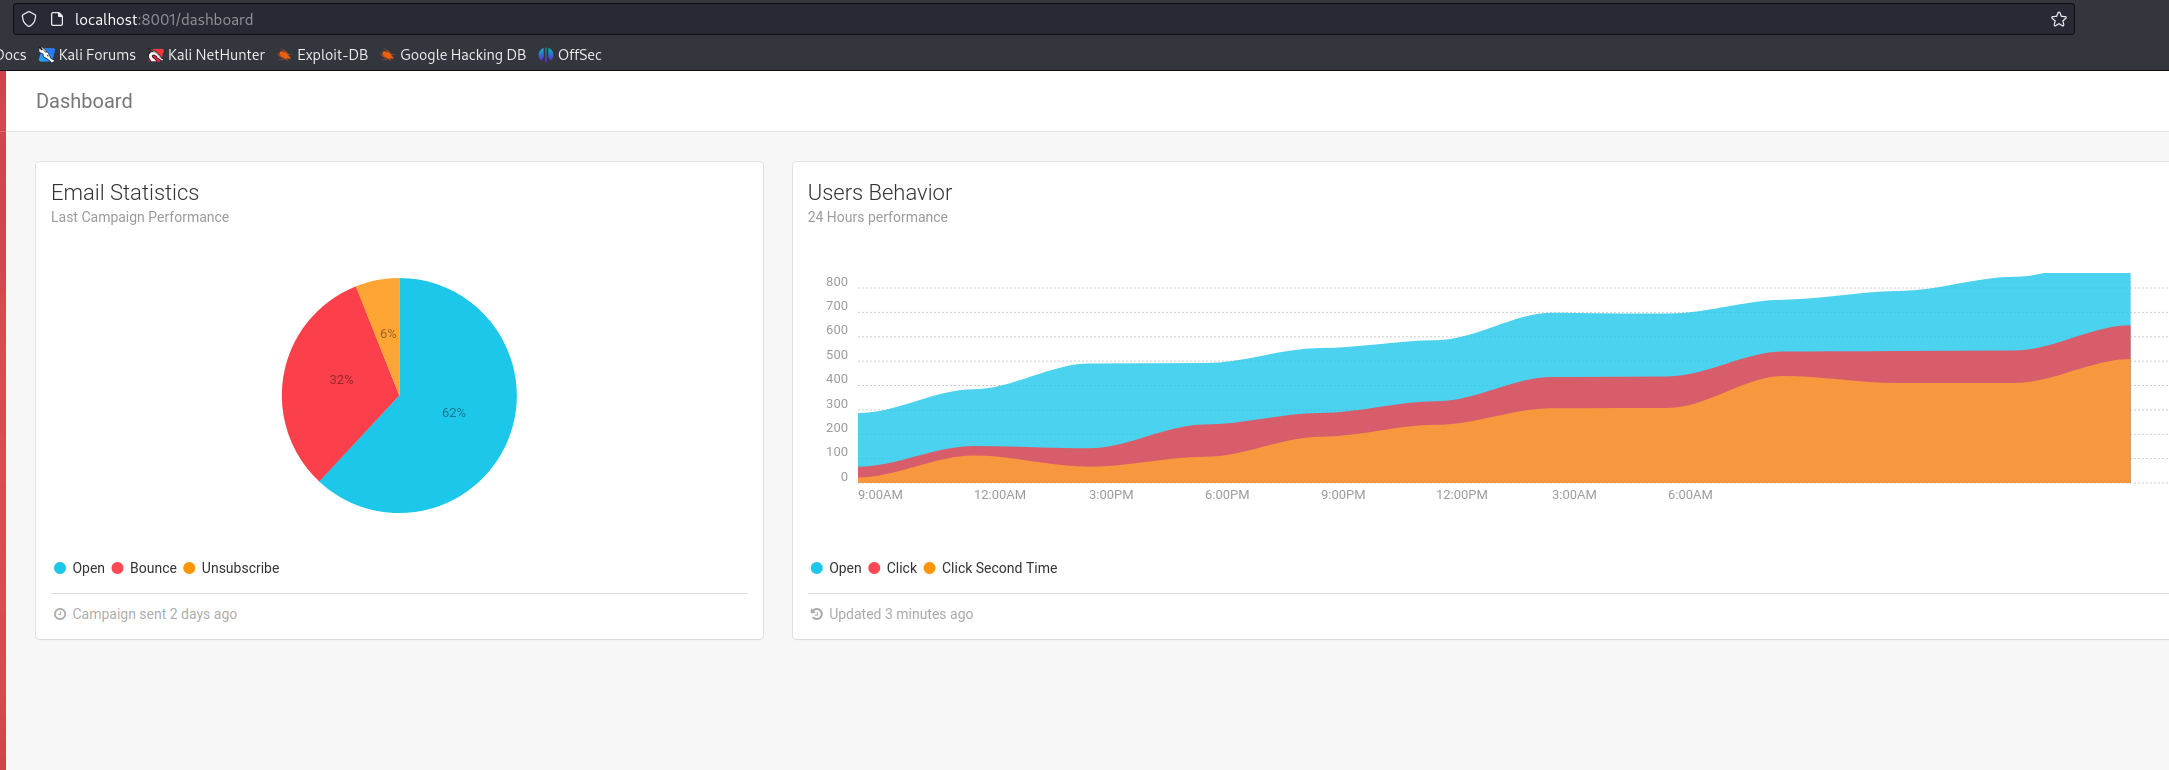 localhost:8001/dashboard
Docs Kali Forums Kali NetHunter Exploit-DB Google Hacking DB OffSec
Dashboard
Email Statistics
Last Campaign Performance
6%
32%
62%
Open Bounce Unsubscribe
Campaign sent 2 days ago
Users Behavior
24 Hours performance
800
700
600
500
400
300
200
100
0
9:00AM 12:00AM 3:00PM 6:00PM 9:00PM 12:00PM 3:00AM 6:00AM
Open Click Click Second Time
Updated 3 minutes ago